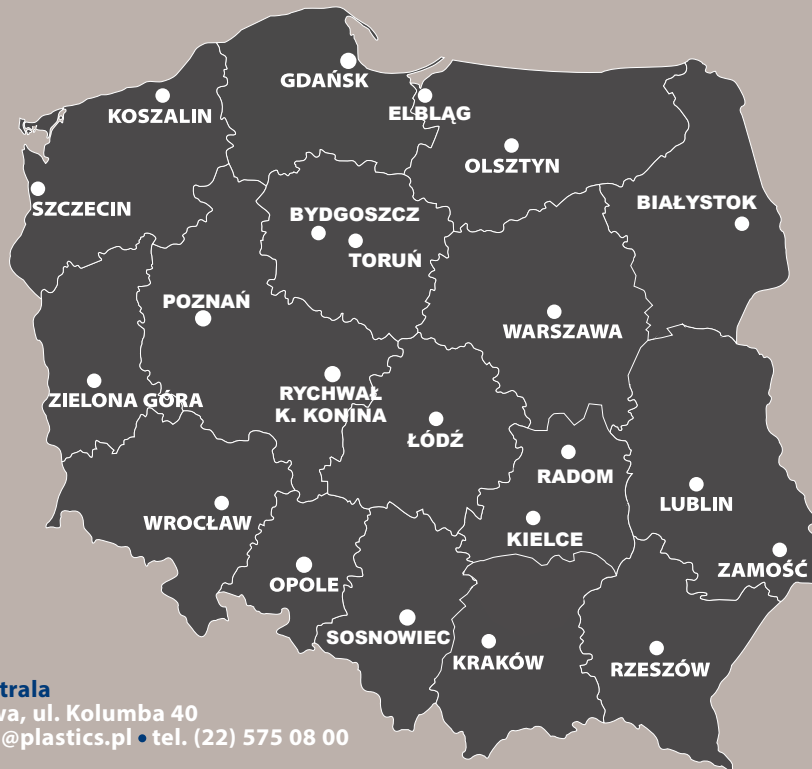 GDAŃSK
KOSZALIN
ELBLĄG
OLSZTYN
SZCZECIN
BYDGOSZCZ
BIAŁYSTOK
TORUŃ
POZNAŃ
WARSZAWA
ZIELONA GÓRA
RYCHWAŁ
K. KONINA
ŁÓDŹ
RADOM
LUBLIN
WROCŁAW
KIELCE
ZAMOŚĆ
OPOLE
SOSNOWIEC
KRAKÓW
RZESZÓW
trala
va, ul. Kolumba 40
@plastics.pl • tel. (22) 575 08 00